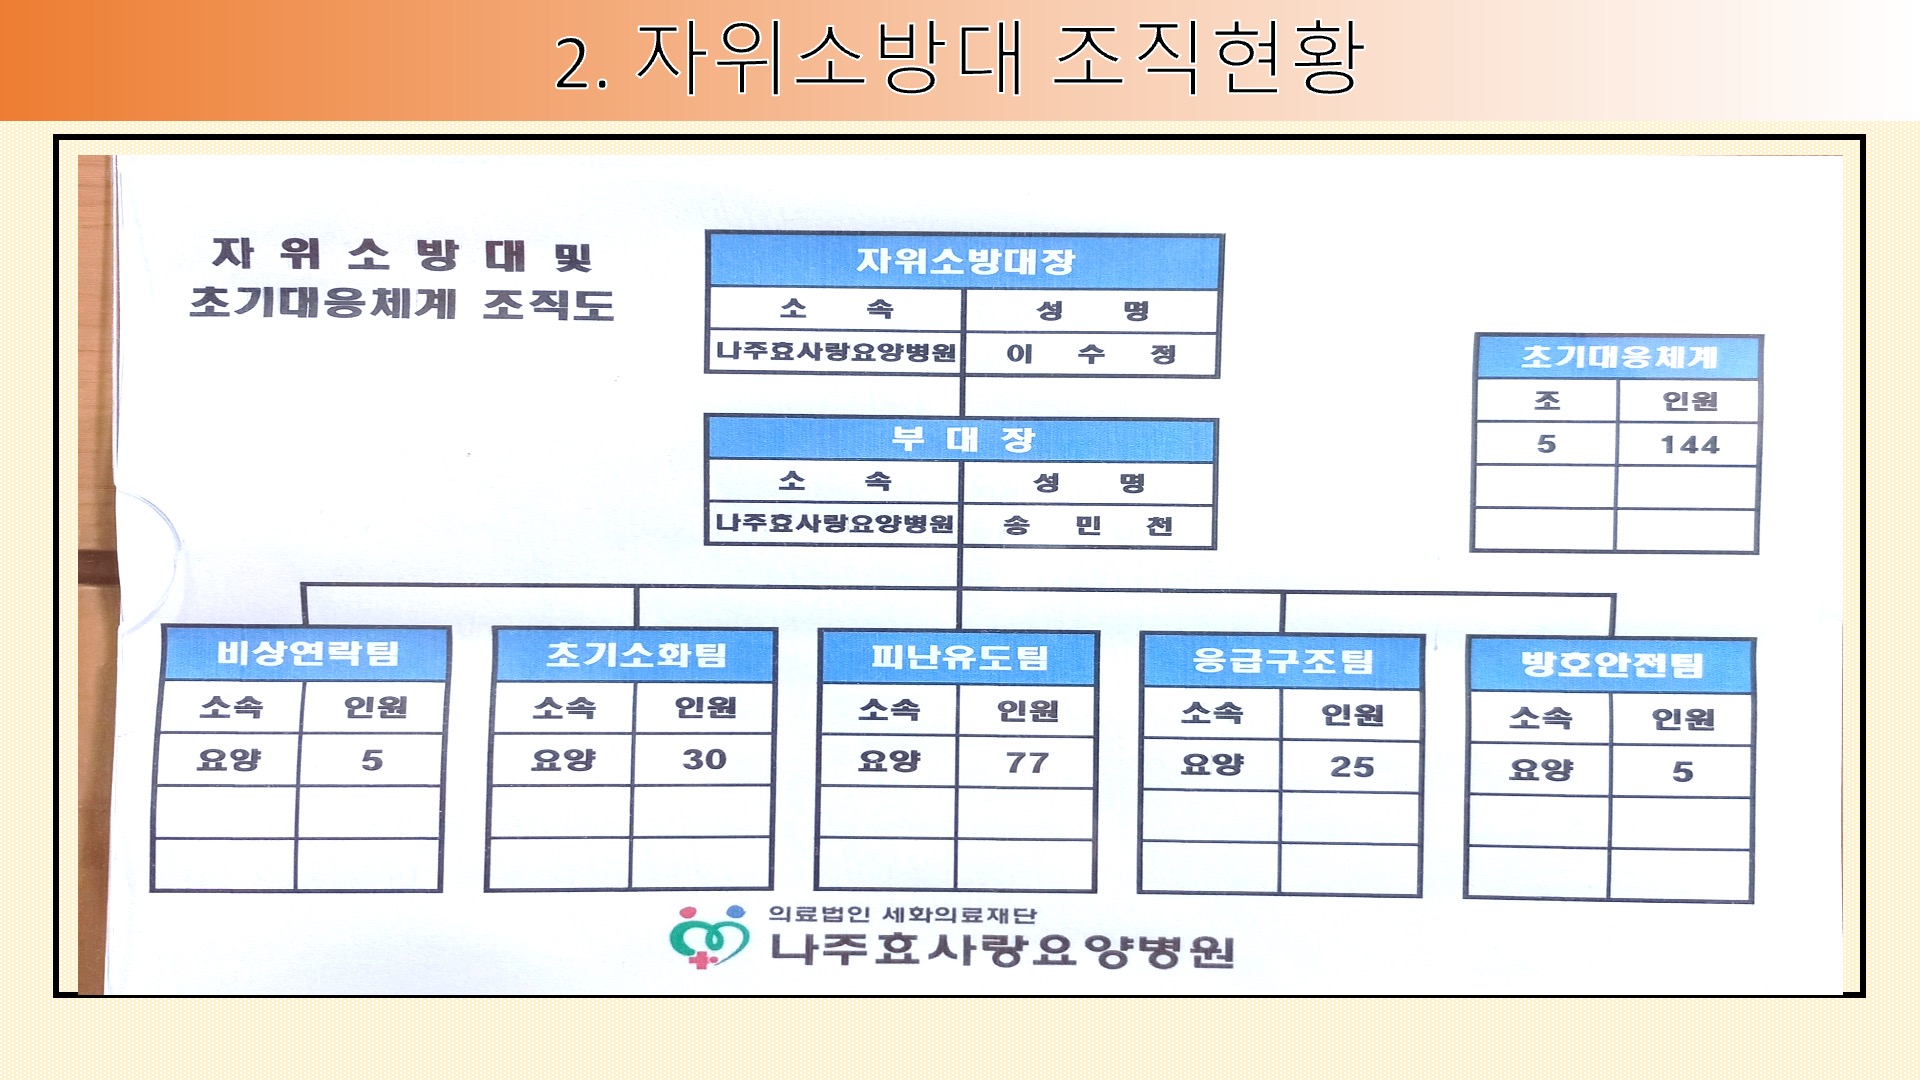 2. 자위소방대 조직현황
자 위 소 방 대 및
초기대응체계 조직도
자위소방대장
소 속 성 명
나주효사랑요양병원 이 수 정
부 대 장
소 속 성 명
나주효사랑요양병원 송 민 천
초기대응체계
조 인원
5 144
비상연락팀
소속 인원
요양 5
초기소화팀
소속 인원
요양 30
피난유도팀
소속 인원
요양 77
응급구조팀
소속 인원
요양 25
방호안전팀
소속 인원
요양 5
의료법인 세화의료재단
나주효사랑요양병원